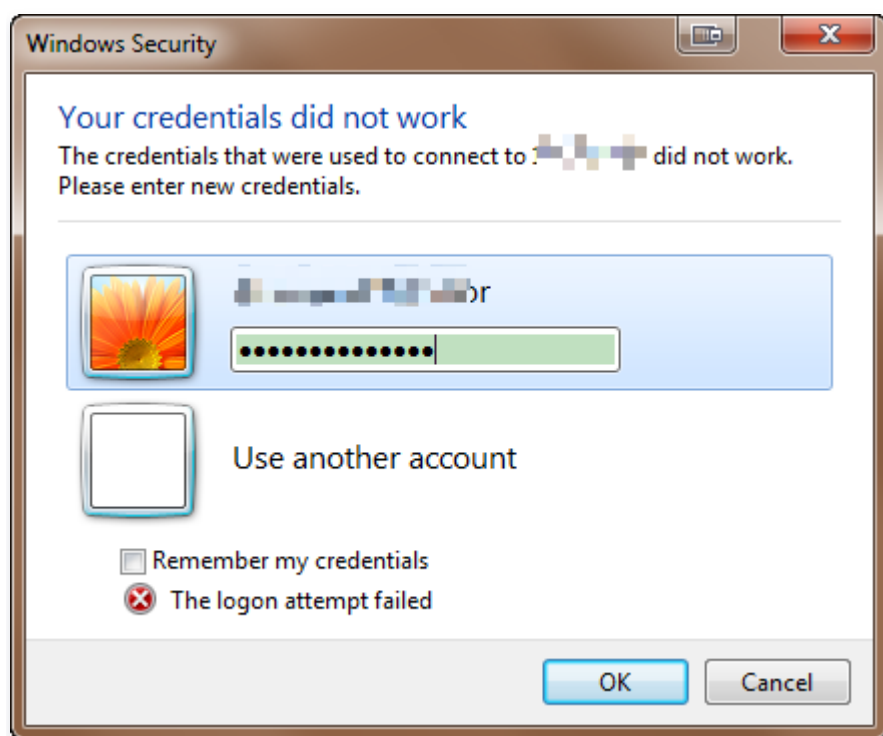 Windows Security
Your credentials did not work
The credentials that were used to connect to did not work.
Please enter new credentials.
••••••••••••••
Use another account
Remember my credentials
The logon attempt failed
OK
Cancel